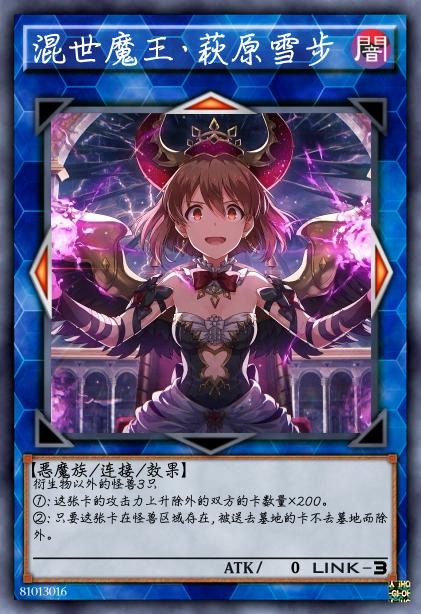 混世魔王·萩原雪步
闇
【恶魔族/连接/效果】
衍生物以外的怪兽3只
①:这张卡的攻击力上升除外的双方的卡数量×200。
②:只要这张卡在怪兽区域存在,被送去墓地的卡不去墓地而除
外。
ATK/ 0 LINK-3
81013016